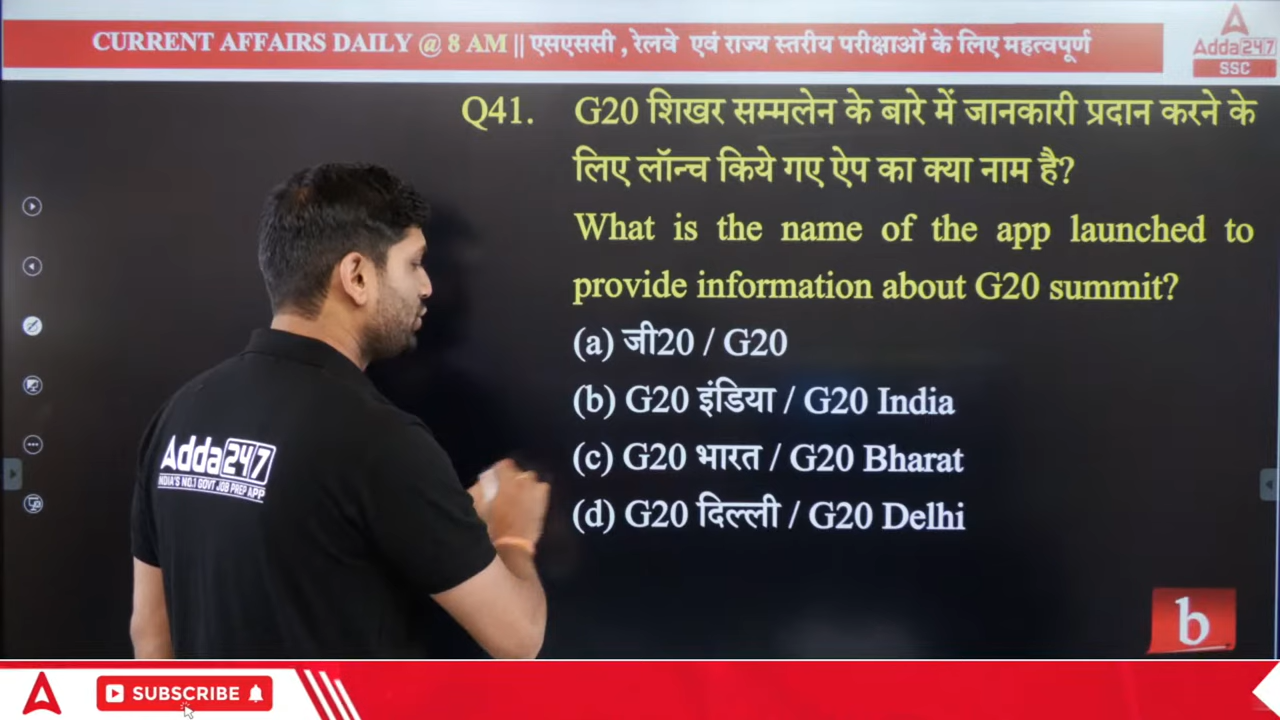 CURRENT AFFAIRS DAILY @ 8 AM || एसएससी , रेलवे एवं राज्य स्तरीय परीक्षाओं के लिए महत्वपूर्ण
Adda247
SSC
Q41. G20 शिखर सम्मलेन के बारे में जानकारी प्रदान करने के
लिए लॉन्च किये गए ऐप का क्या नाम है?
What is the name of the app launched to
provide information about G20 summit?
(a) जी20 / G20
(b) G20 इंडिया / G20 India
(c) G20 भारत / G20 Bharat
(d) G20 दिल्ली / G20 Delhi
Adda247
INDIA'S NO.1 GOVT JOB PREP APP
b
SUBSCRIBE